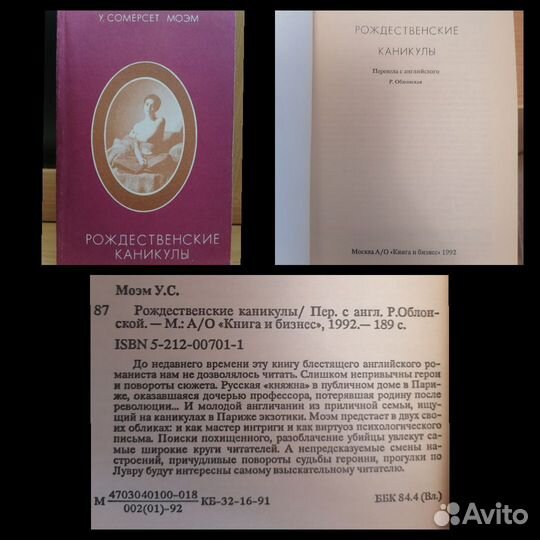 У. СОМЕРСЕТ МОЭМ
РОЖДЕСТВЕНСКИЕ
КАНИКУЛЫ
РОЖДЕСТВЕНСКИЕ
КАНИКУЛЫ
Перевела с английского
Р. Облонская
Москва А/О «Книга и бизнес» 1992
Моэм У.С.
87 Рождественские каникулы/ Пер. с англ. Р.Облон-
ской. — М.: А/О «Книга и бизнес», 1992.— 189 с.
ISBN 5-212-00701-1
До недавнего времени эту книгу блестящего английского ро-
маниста нам не дозволялось читать. Слишком непривычны герои
и повороты сюжета. Русская «княжна» в публичном доме в Па-
риже, оказавшаяся дочерью профессора, потерявшая родину после
революции... И молодой англичанин из приличной семьи, ищу-
щий на каникулах в Париже экзотики. Моэм предстает в двух сво-
их обликах: и как мастер интриги и как виртуоз психологического
письма. Поиски похищенного, разоблачение убийцы увлекут са-
мые широкие круги читателей. А непредсказуемые смены на-
строений, причудливые повороты судьбы героини, прогулки по
Лувру будут интересны самому взыскательному читателю.
М 4703040100-018 КБ-32-16-91 ББК 84.4 (Вл.)
002(01)-92
Avito